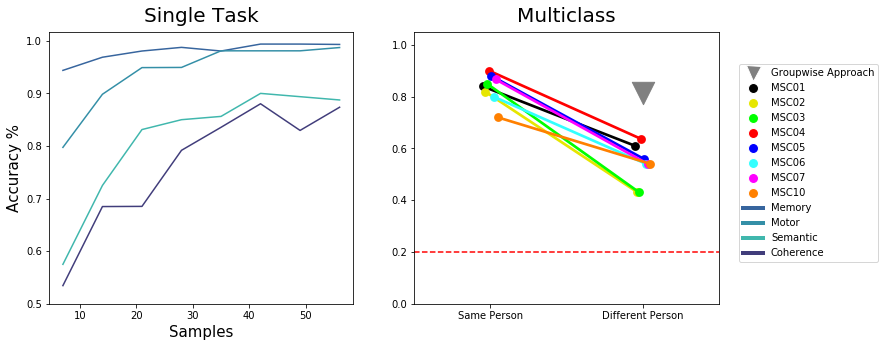 Single Task
Accuracy %
1.0
0.9
0.8
0.7
0.6
0.5
10
20
30
40
50
Samples
Multiclass
1.0
0.8
0.6
0.4
0.2
0.0
Same Person
Different Person
Groupwise Approach
MSC01
MSC02
MSC03
MSC04
MSC05
MSC06
MSC07
MSC10
Memory
Motor
Semantic
Coherence